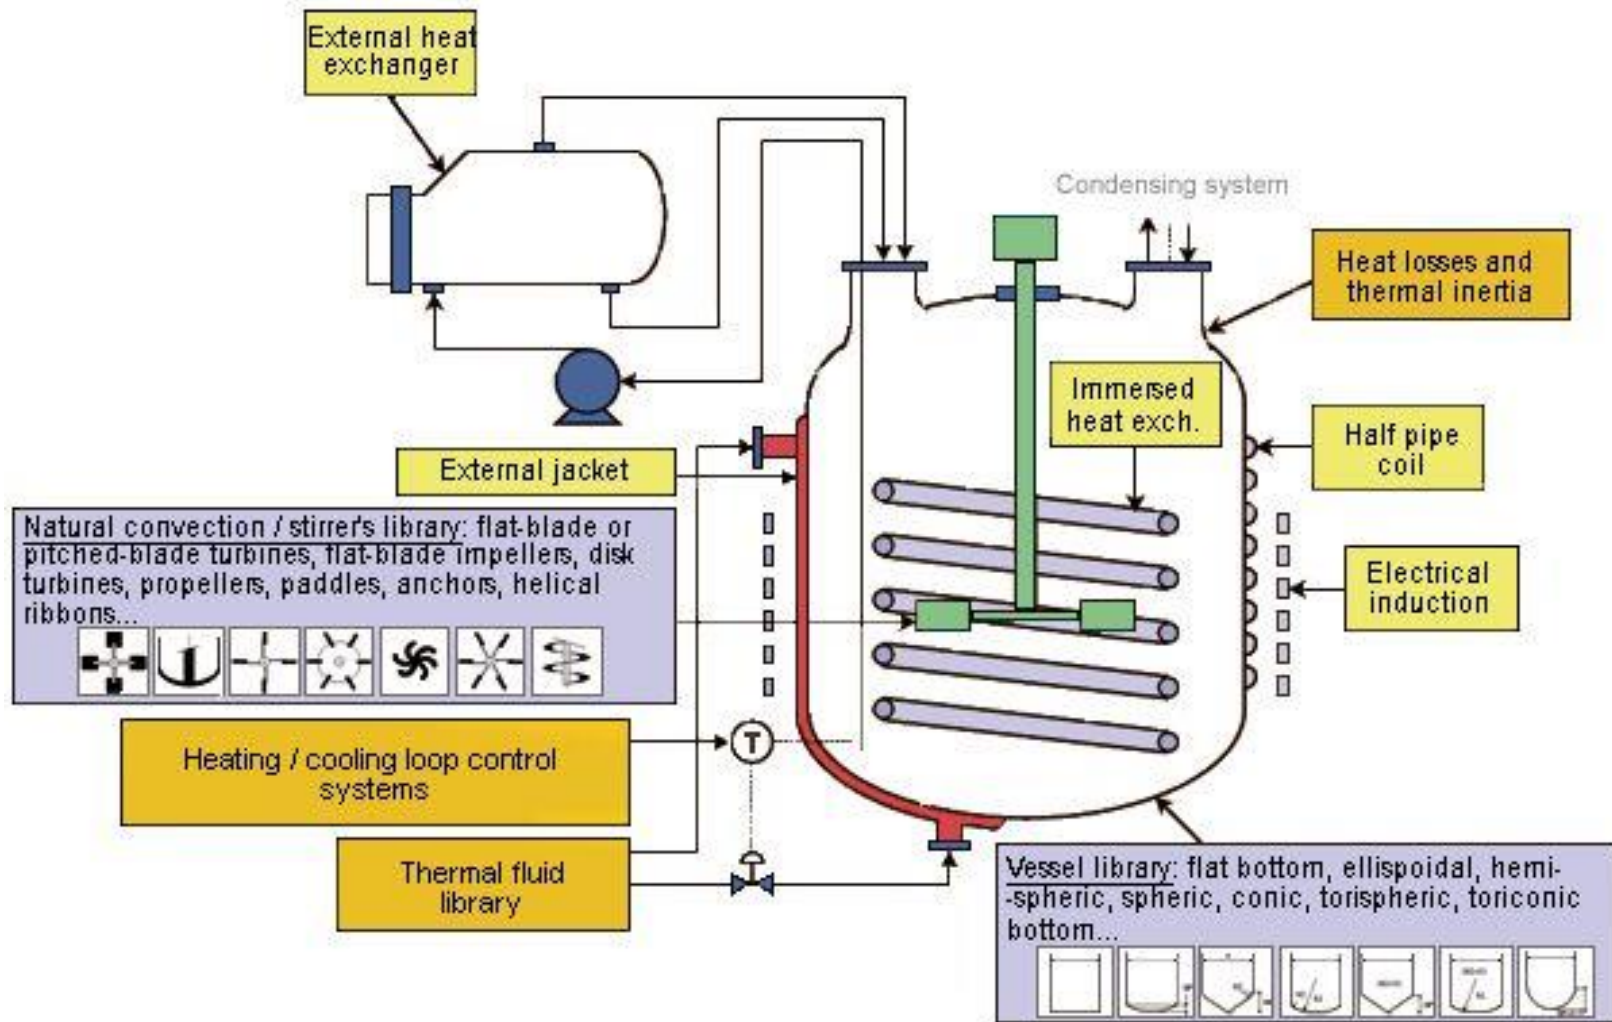 External heat
exchanger
Condensing system
Heat losses and
thermal inertia
Immersed
heat exch.
Half pipe
coil
External jacket
Natural convection / stirrer's library: flat-blade or
pitched-blade turbines, flat-blade impellers, disk
turbines, propellers, paddles, anchors, helical
ribbons...
Electrical
induction
T
Heating / cooling loop control
systems
Thermal fluid
library
Vessel library: flat bottom, ellispoidal, hemi-
-spheric, spheric, conic, torispheric, toriconic
bottom...